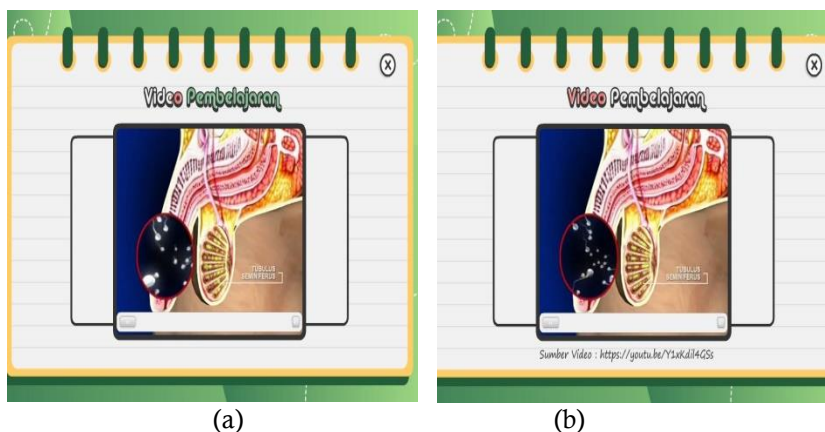 Video Pembelajaran
TUBULUS
SEMINIFERUS
(a)
Video Pembelajaran
TUBULUS
SEMINIFERUS
Sumber Video : https://youtu.be/Y1xKdil4GSs
(b)